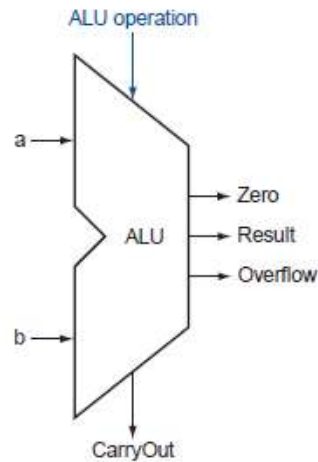 ALU operation
a
Zero
ALU
Result
Overflow
b
CarryOut